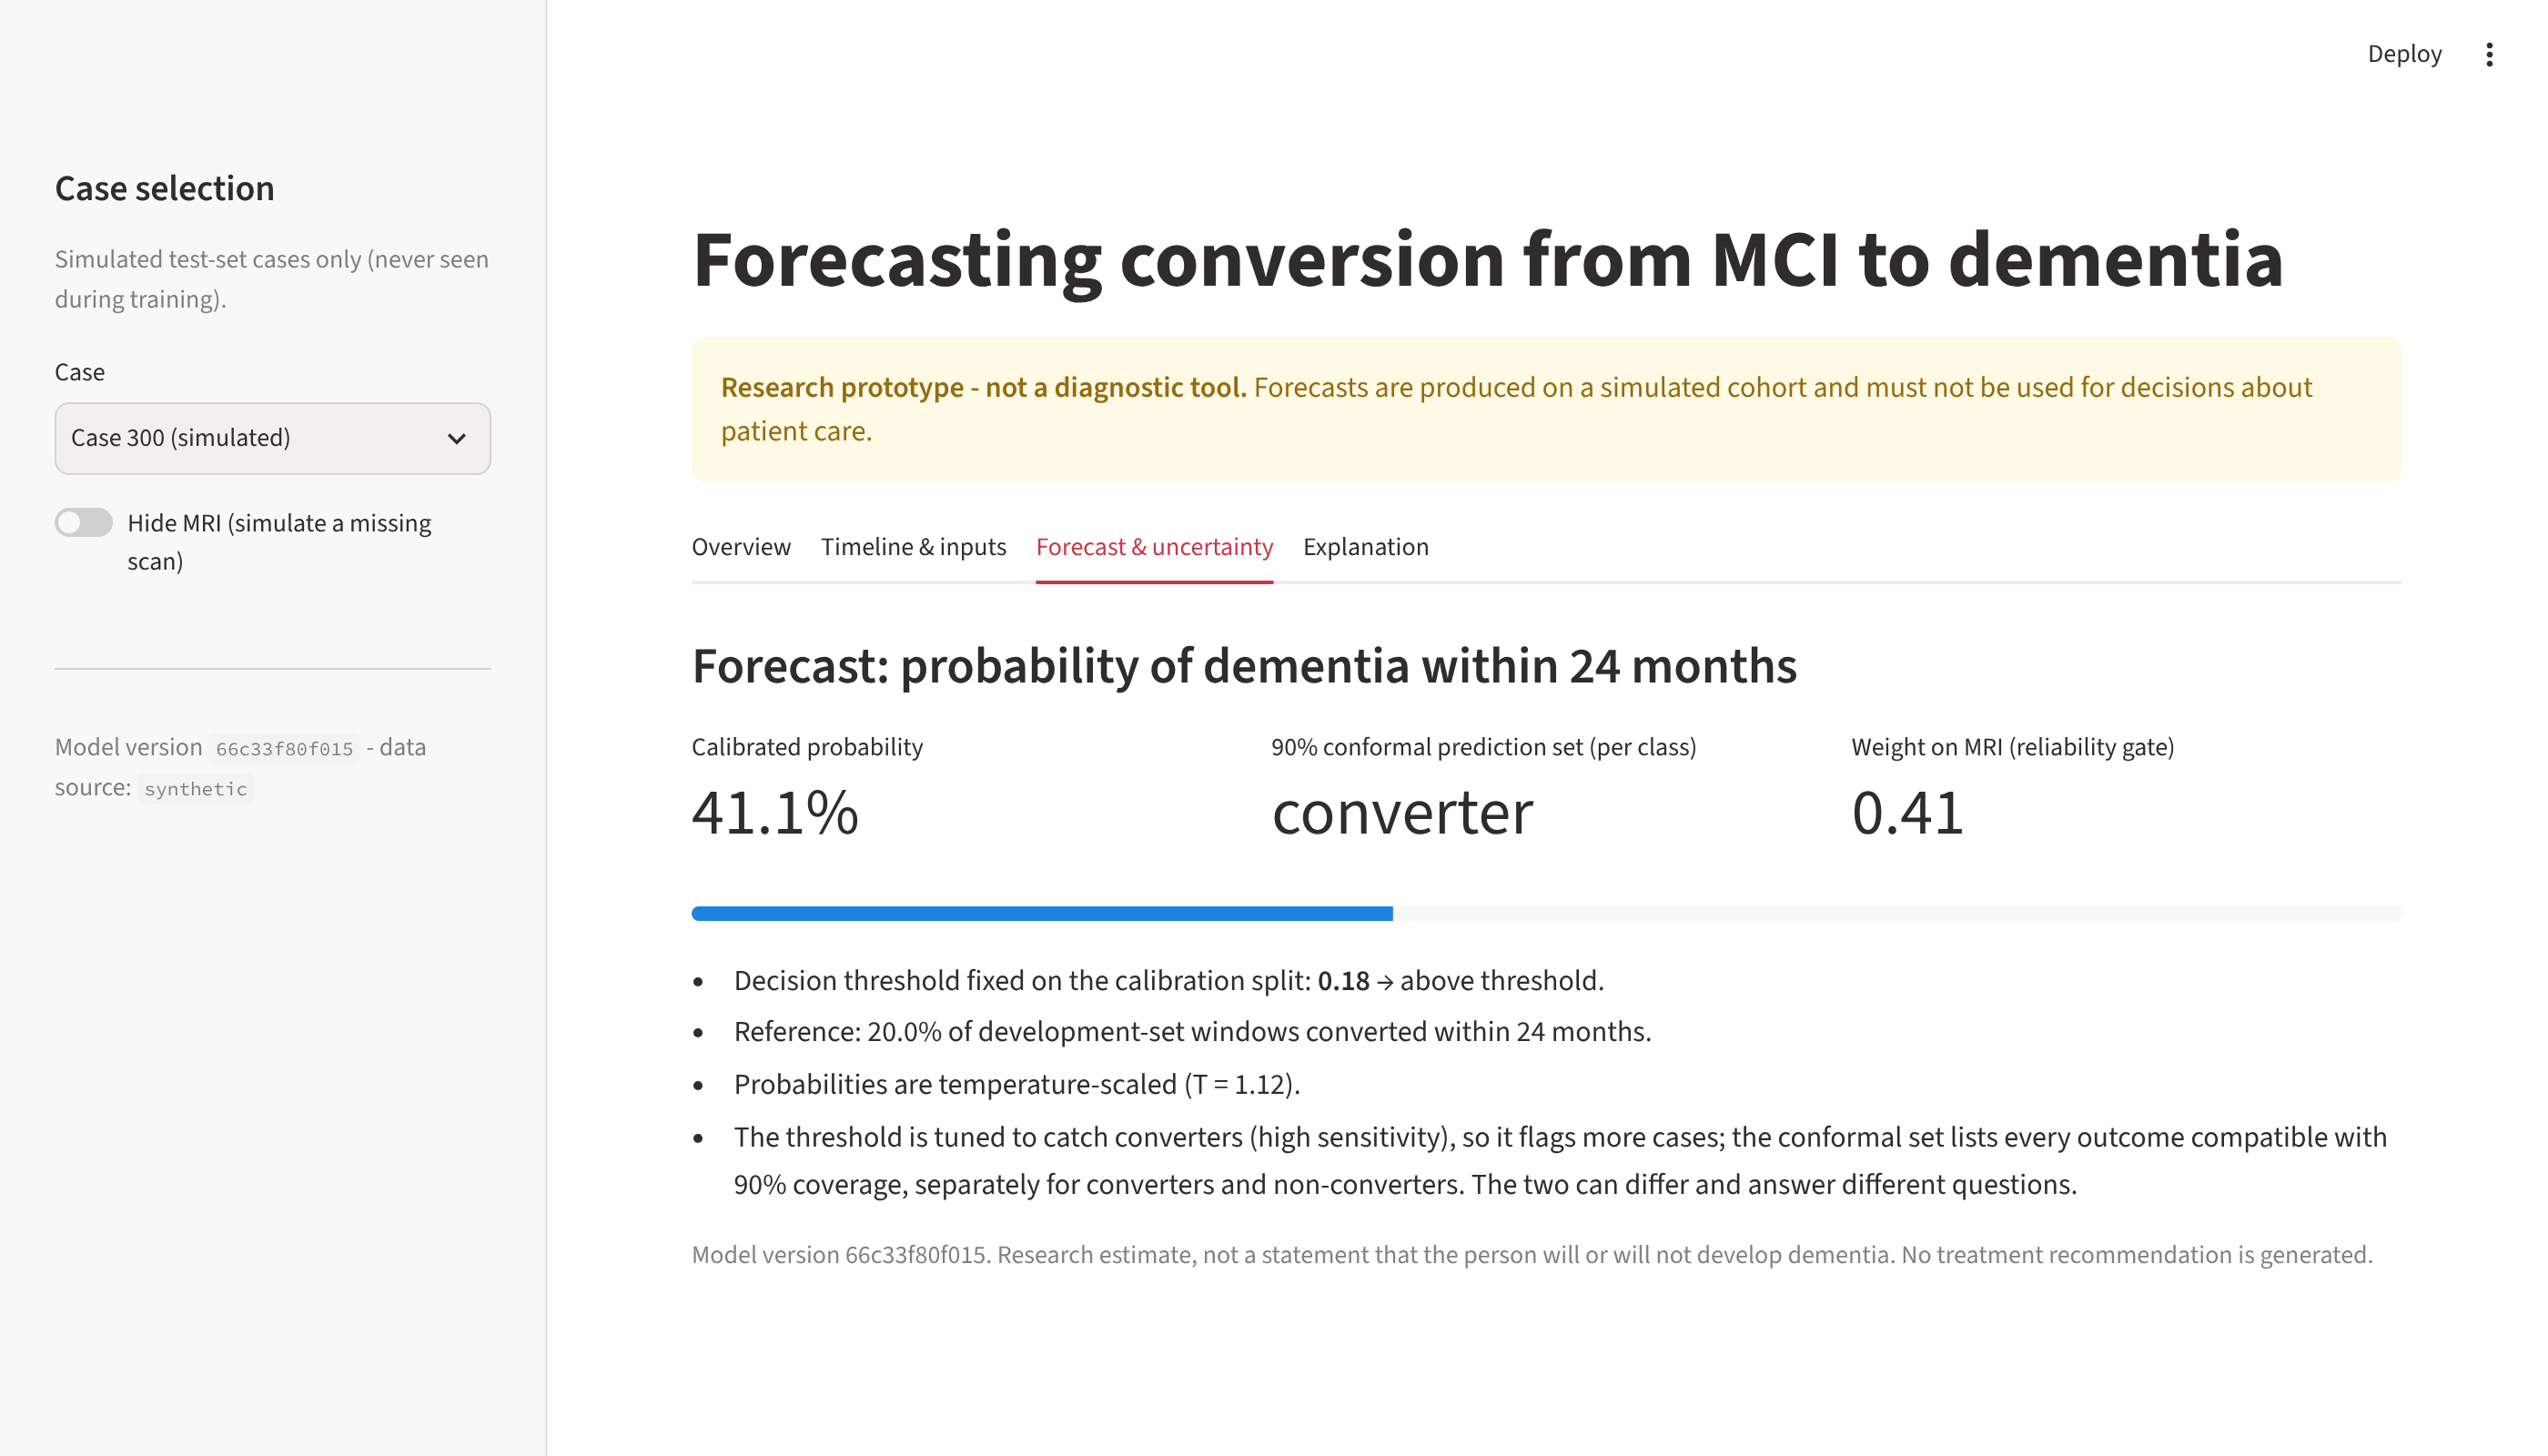 Deploy
Case selection
Simulated test-set cases only (never seen
during training).
Case
Case 300 (simulated)
Hide MRI (simulate a missing
scan)
Model version 66c33f80f015 - data
source: synthetic
Forecasting conversion from MCI to dementia
Research prototype - not a diagnostic tool. Forecasts are produced on a simulated cohort and must not be used for decisions about
patient care.
Overview Timeline & inputs Forecast & uncertainty Explanation
Forecast: probability of dementia within 24 months
Calibrated probability
41.1%
90% conformal prediction set (per class)
converter
Weight on MRI (reliability gate)
0.41
• Decision threshold fixed on the calibration split: 0.18 → above threshold.
• Reference: 20.0% of development-set windows converted within 24 months.
• Probabilities are temperature-scaled (T = 1.12).
• The threshold is tuned to catch converters (high sensitivity), so it flags more cases; the conformal set lists every outcome compatible with
90% coverage, separately for converters and non-converters. The two can differ and answer different questions.
Model version 66c33f80f015. Research estimate, not a statement that the person will or will not develop dementia. No treatment recommendation is generated.